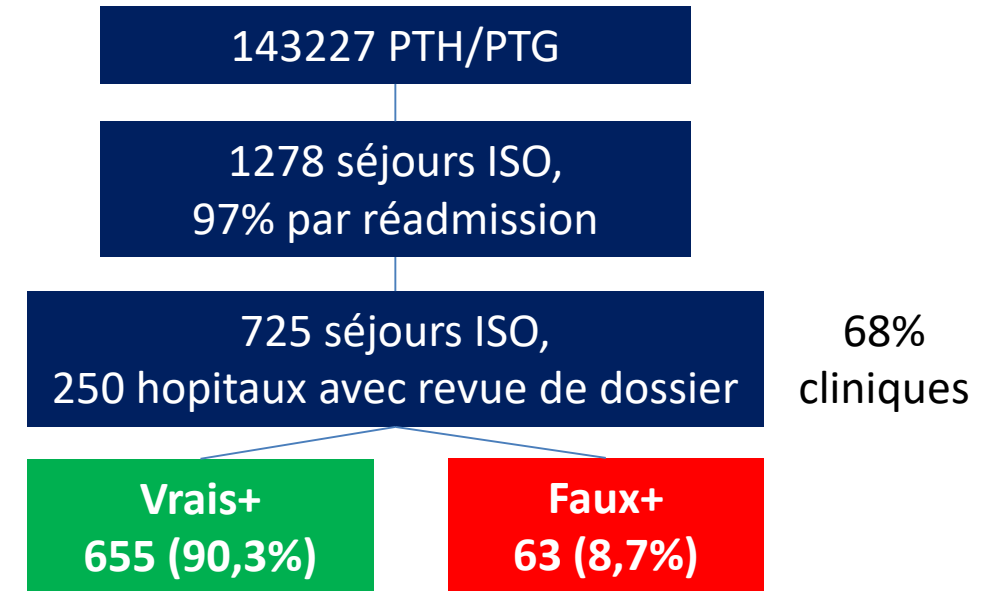 143227 PTH/PTG
1278 séjours ISO,
97% par réadmission
725 séjours ISO,
250 hopitaux avec revue de dossier
68%
cliniques
Vrais+
655 (90,3%)
Faux+
63 (8,7%)